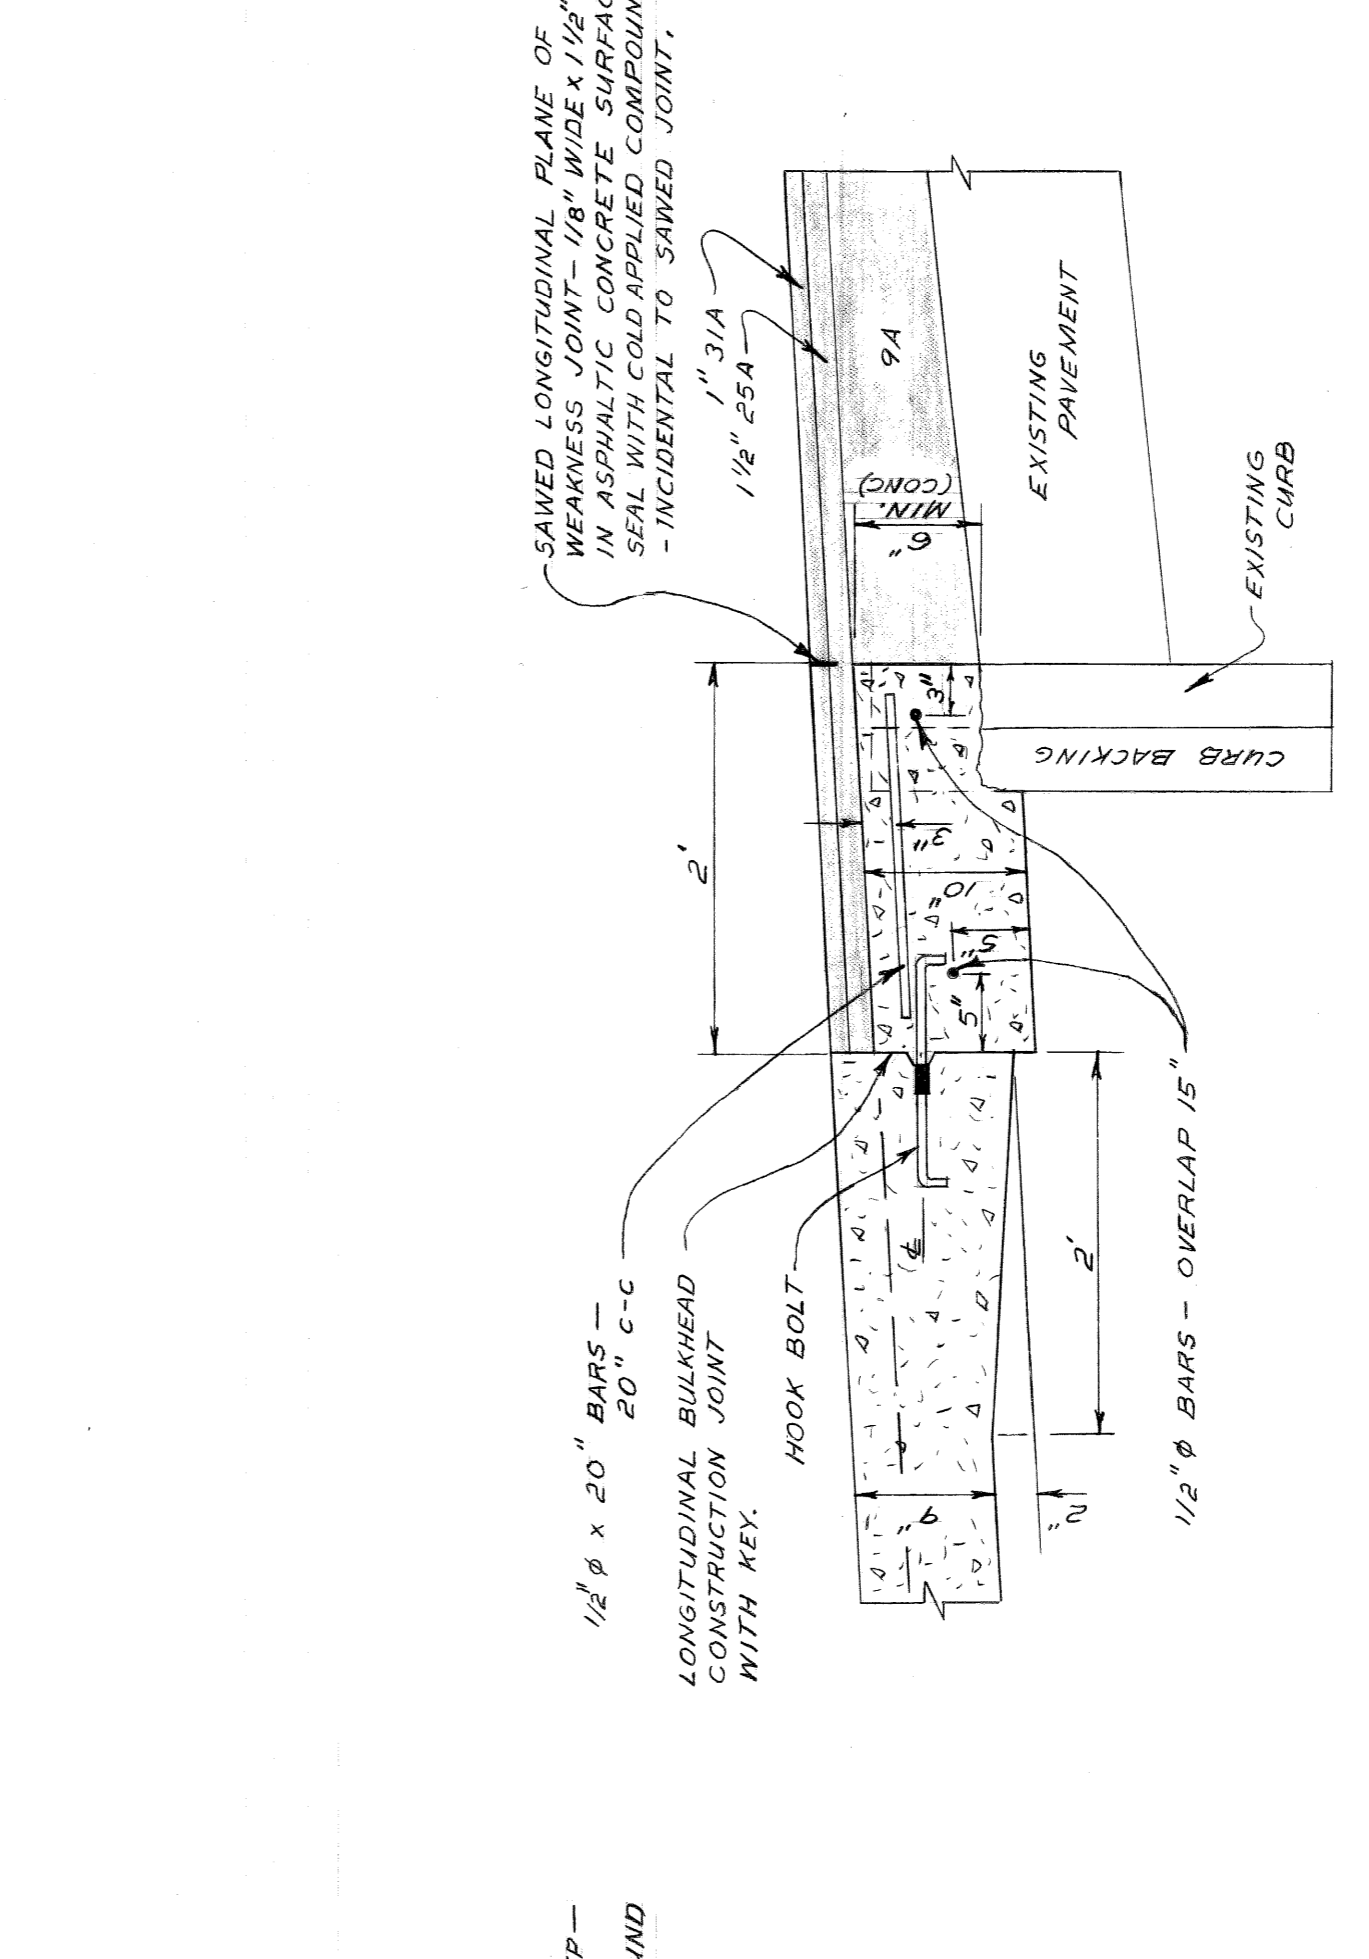 SAWED LONGITUDINAL PLANE OF
WEAKNESS JOINT - 1/8" WIDE x 1 1/2"
IN ASPHALTIC CONCRETE SURFAC
SEAL WITH COLD APPLIED COMPOUN
- INCIDENTAL TO SAWED JOINT.
1" 31A
1 1/2" 25A
9A
6" MIN.
(CONC)
EXISTING
PAVEMENT
EXISTING
CURB
CURB BACKING
2'
3"
3"
10"
5"
5"
1/2" ϕ x 20" BARS -
20" C-C
LONGITUDINAL BULKHEAD
CONSTRUCTION JOINT
WITH KEY.
HOOK BOLT
2'
9"
2"
1/2" ϕ BARS - OVERLAP 15"